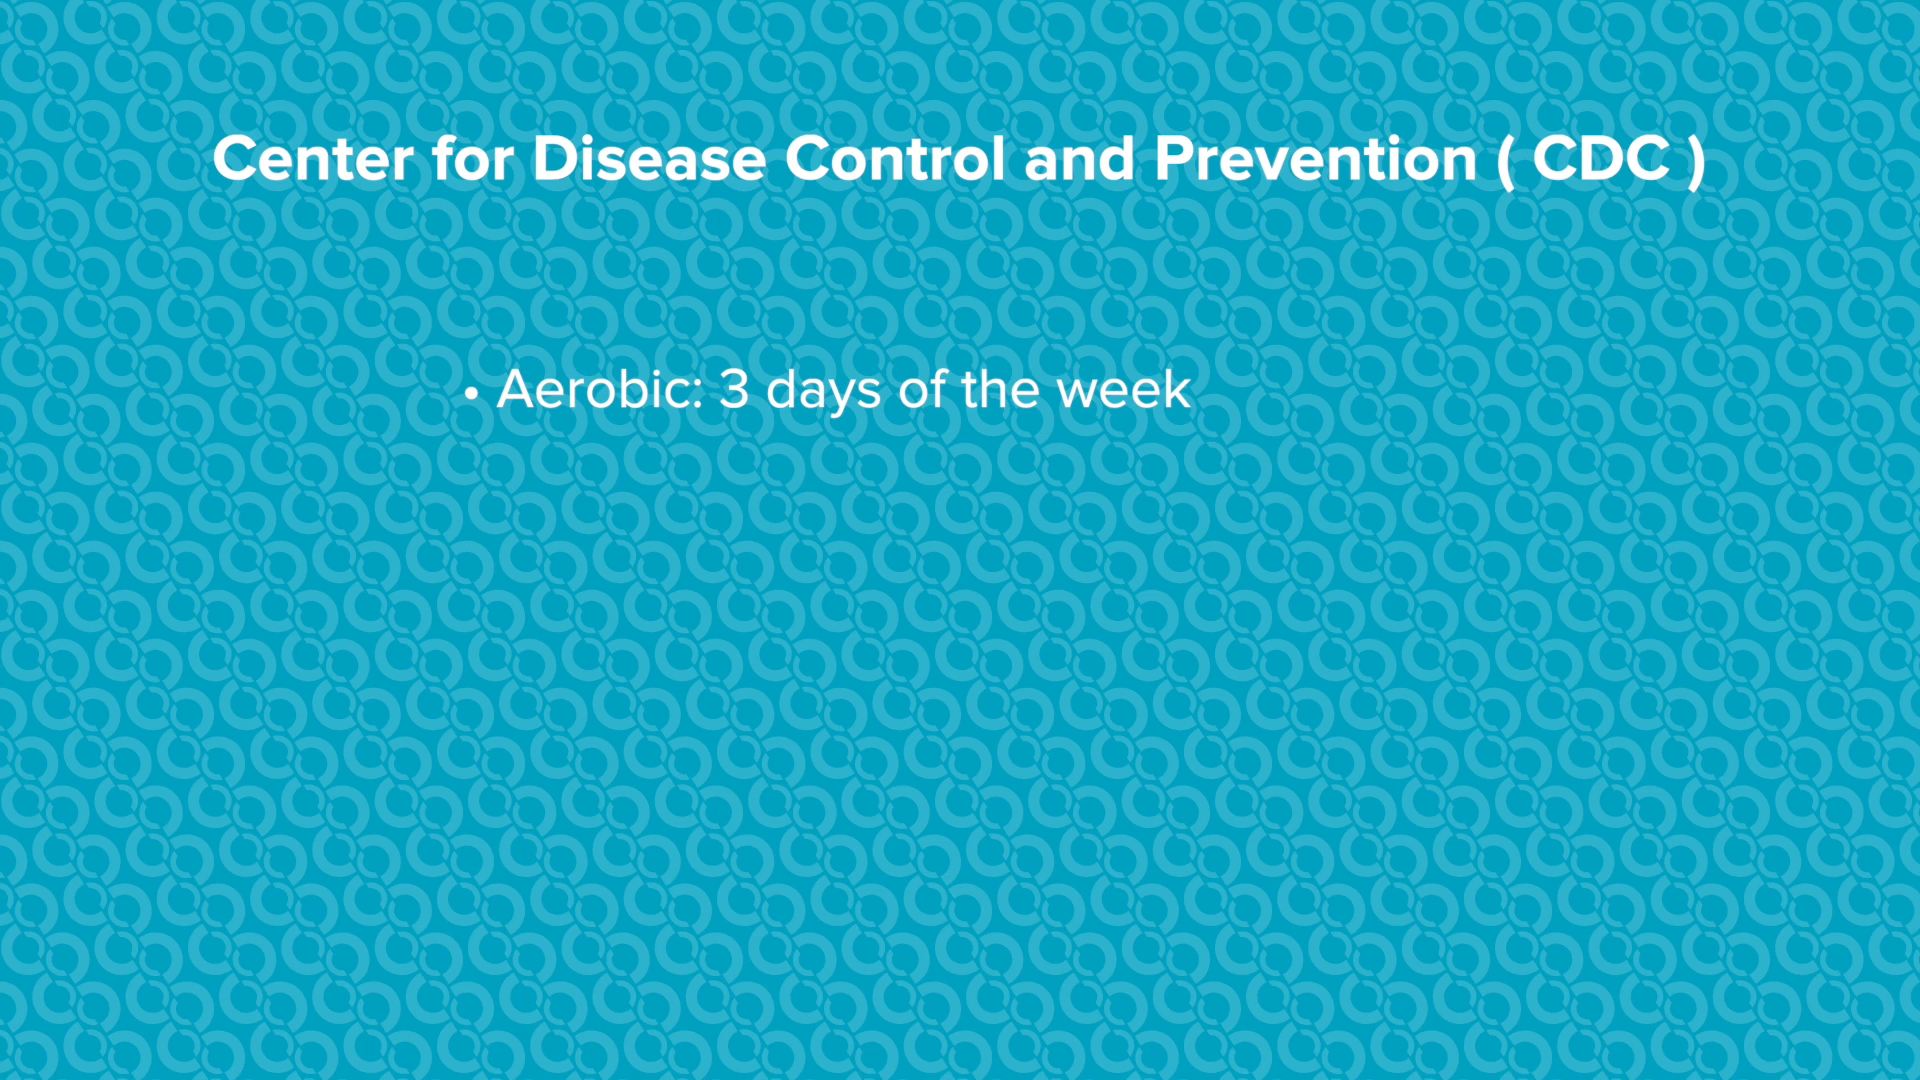 Center for Disease Control and Prevention ( CDC )
• Aerobic: 3 days of the week